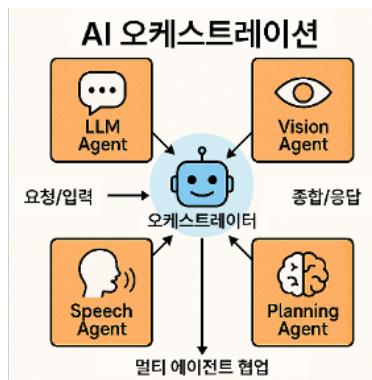 AI 오케스트레이션
LLM
Agent
Vision
Agent
요청/입력
오케스트레이터
종합/응답
Speech
Agent
Planning
Agent
멀티 에이전트 협업